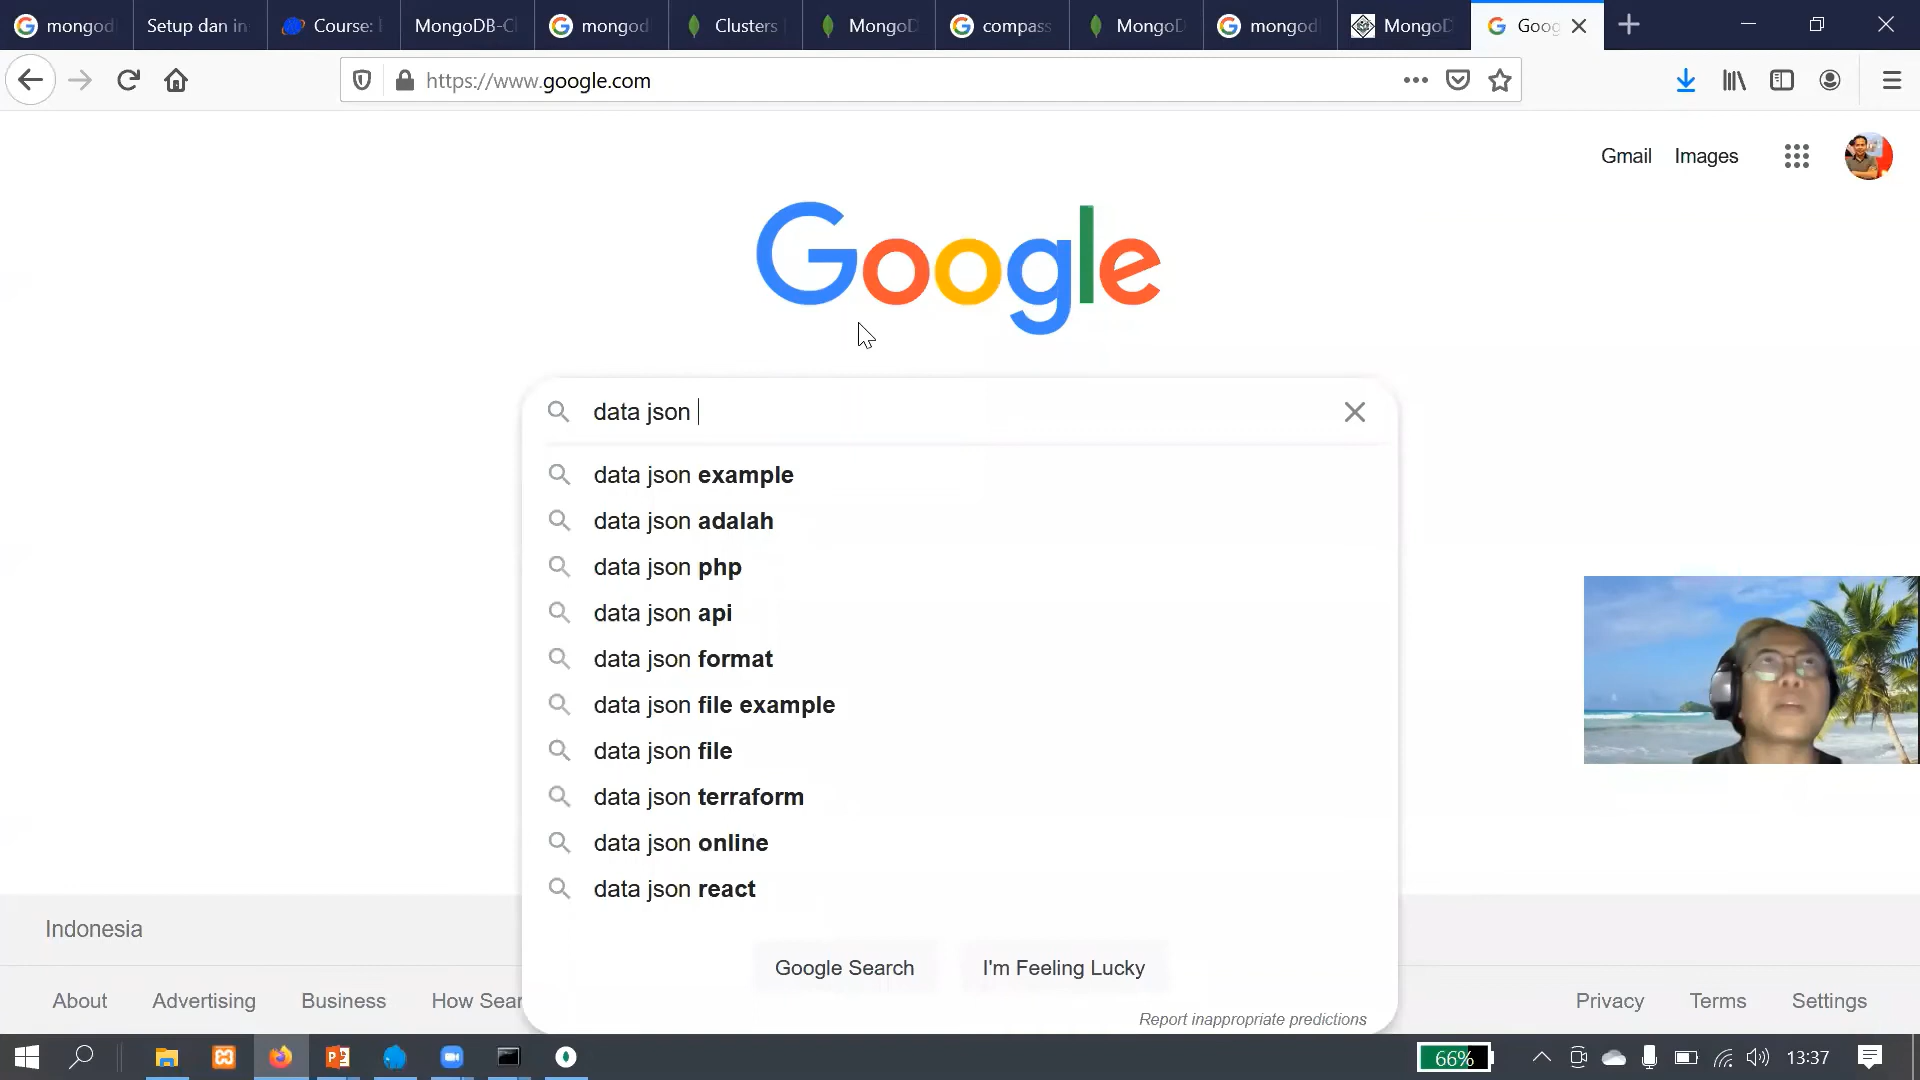 mongod
Setup dan in
Course: I
MongoDB-Cl
mongod
Clusters
MongoD
compass
MongoD
mongod
MongoD
Goog
https://www.google.com
Gmail
Images
Google
data json
data json example
data json adalah
data json php
data json api
data json format
data json file example
data json file
data json terraform
data json online
data json react
Google Search
I'm Feeling Lucky
Report inappropriate predictions
Indonesia
About
Advertising
Business
How Sear
Privacy
Terms
Settings
66%
13:37